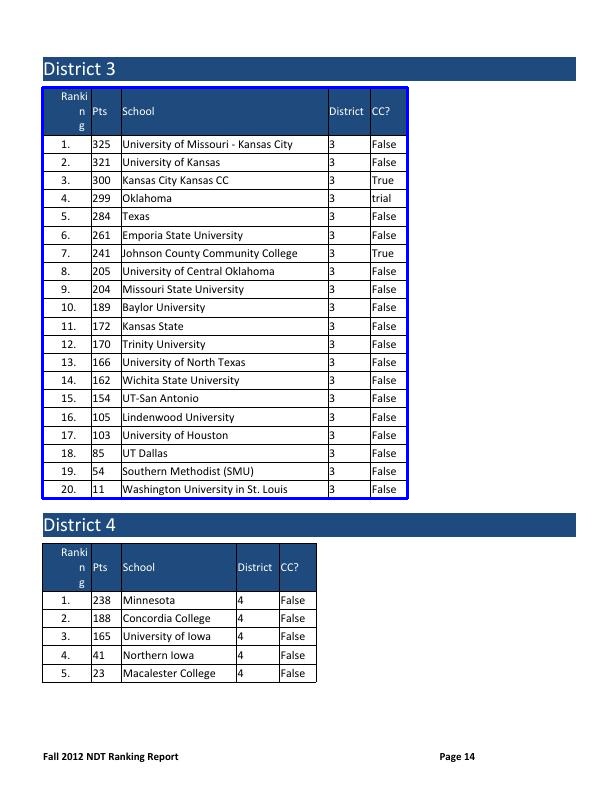 District 3
Ranki
n
g Pts School District CC?
1. 325 University of Missouri - Kansas City 3 False
2. 321 University of Kansas 3 False
3. 300 Kansas City Kansas CC 3 True
4. 299 Oklahoma 3 trial
5. 284 Texas 3 False
6. 261 Emporia State University 3 False
7. 241 Johnson County Community College 3 True
8. 205 University of Central Oklahoma 3 False
9. 204 Missouri State University 3 False
10. 189 Baylor University 3 False
11. 172 Kansas State 3 False
12. 170 Trinity University 3 False
13. 166 University of North Texas 3 False
14. 162 Wichita State University 3 False
15. 154 UT-San Antonio 3 False
16. 105 Lindenwood University 3 False
17. 103 University of Houston 3 False
18. 85 UT Dallas 3 False
19. 54 Southern Methodist (SMU) 3 False
20. 11 Washington University in St. Louis 3 False
District 4
Ranki
n
g Pts School District CC?
1. 238 Minnesota 4 False
2. 188 Concordia College 4 False
3. 165 University of Iowa 4 False
4. 41 Northern Iowa 4 False
5. 23 Macalester College 4 False
Fall 2012 NDT Ranking Report Page 14